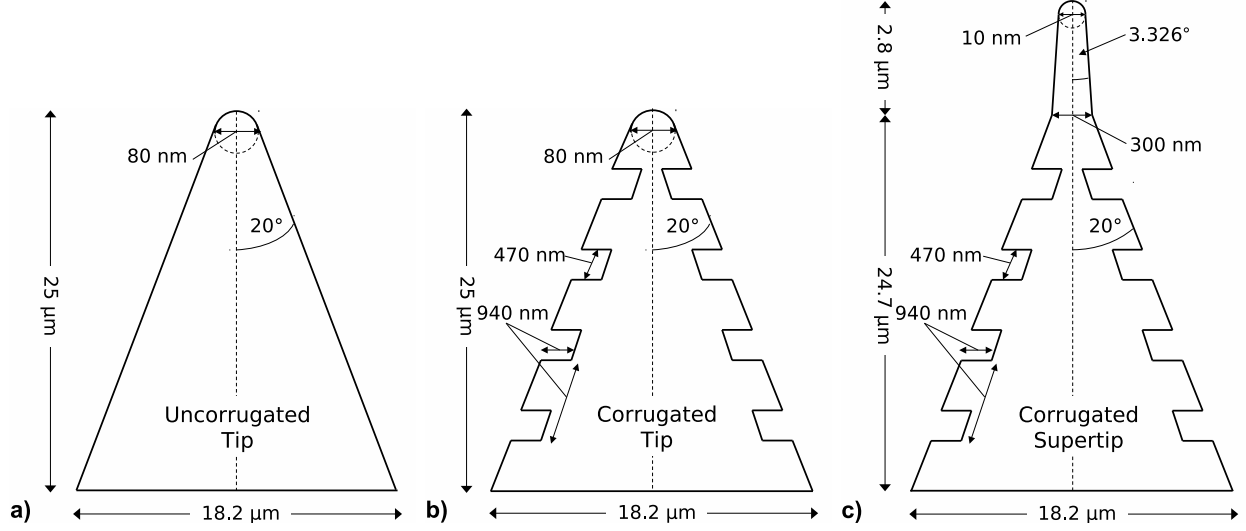 80 nm
20°
25 µm
Uncorrugated
Tip
a)
18.2 µm
80 nm
20°
470 nm
25 µm
940 nm
Corrugated
Tip
b)
18.2 µm
2.8 µm
10 nm
3.326°
300 nm
20°
470 nm
24.7 µm
940 nm
Corrugated
Supertip
c)
18.2 µm